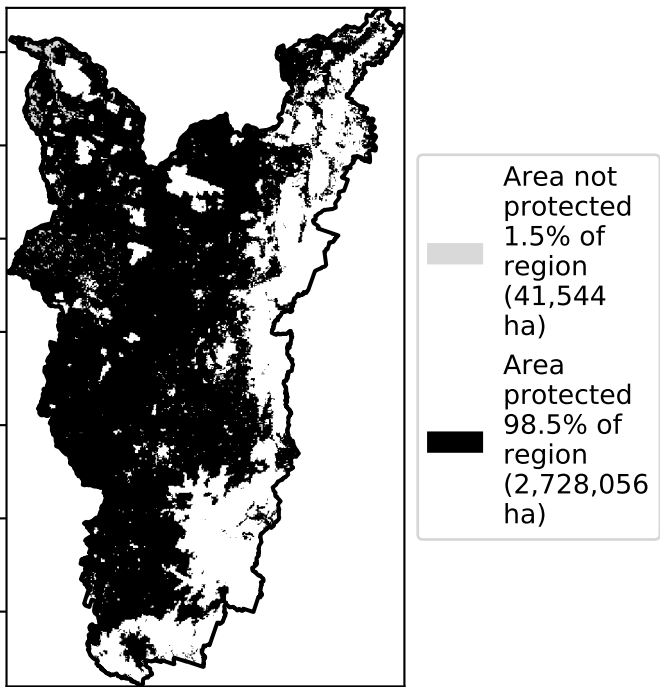 Area not
protected
1.5% of
region
(41,544
ha)
Area
protected
98.5% of
region
(2,728,056
ha)